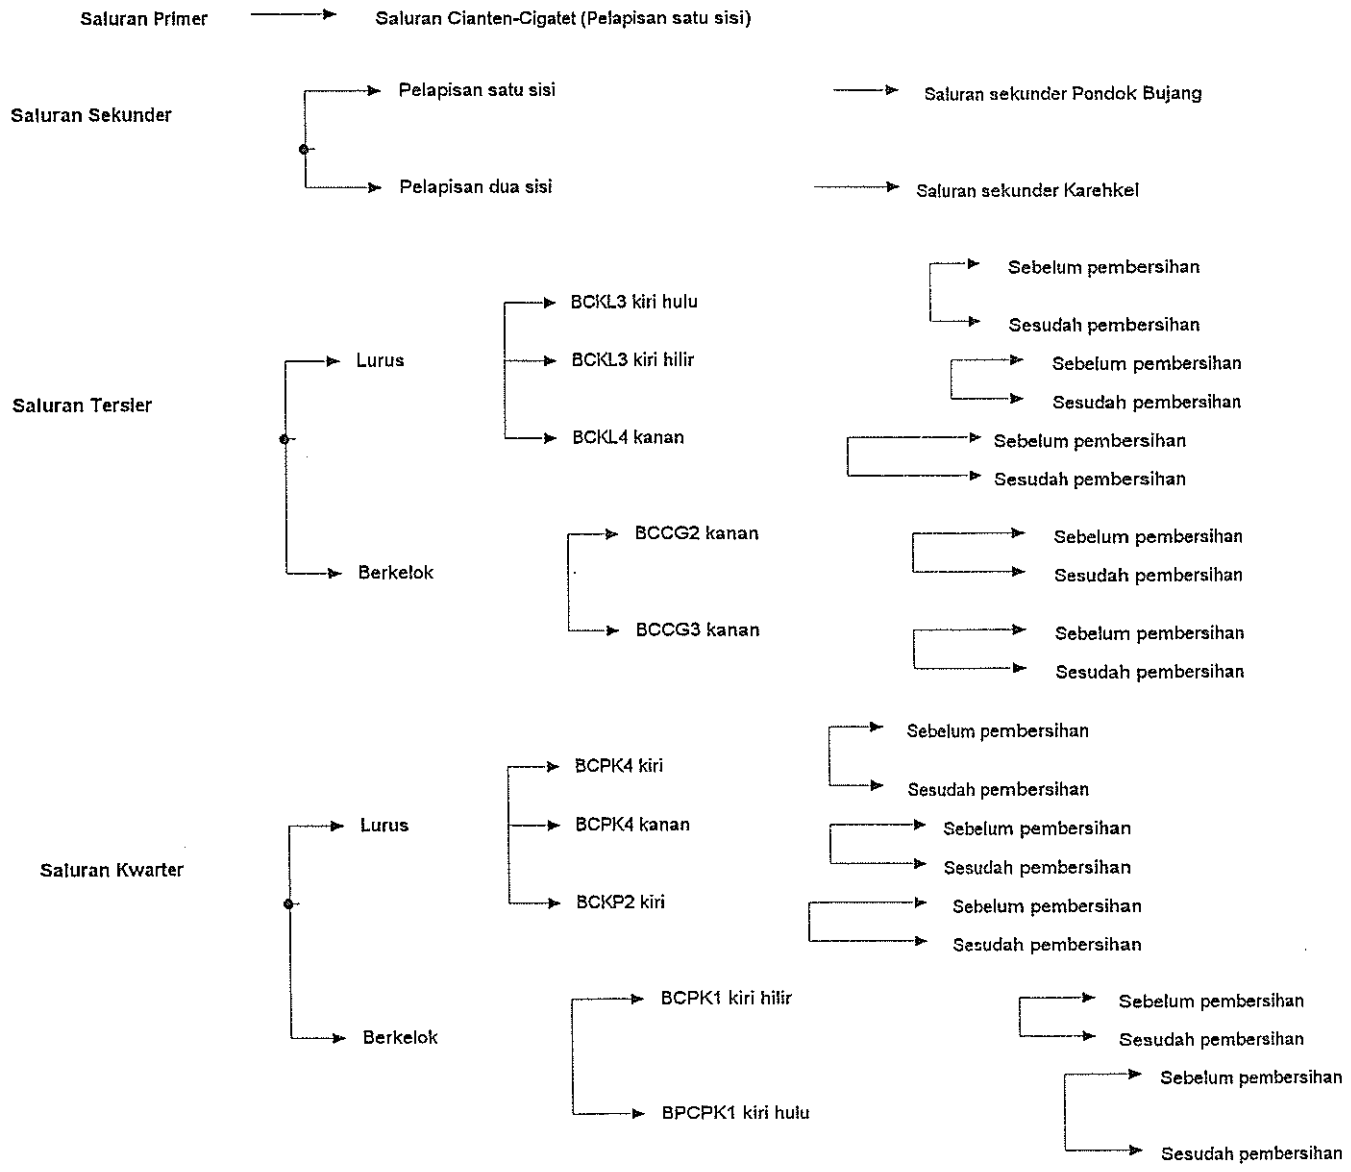 Saluran Primer
Saluran Cianten-Cigatet (Pelapisan satu sisi)
Saluran Sekunder
Pelapisan satu sisi
Saluran sekunder Pondok Bujang
Pelapisan dua sisi
Saluran sekunder Karehkel
Saluran Tersier
Lurus
BCKL3 kiri hulu
Sebelum pembersihan
Sesudah pembersihan
BCKL3 kiri hilir
Sebelum pembersihan
Sesudah pembersihan
BCKL4 kanan
Sebelum pembersihan
Sesudah pembersihan
Berkelok
BCCG2 kanan
Sebelum pembersihan
Sesudah pembersihan
BCCG3 kanan
Sebelum pembersihan
Sesudah pembersihan
Saluran Kwarter
Lurus
BCPK4 kiri
Sebelum pembersihan
Sesudah pembersihan
BCPK4 kanan
Sebelum pembersihan
Sesudah pembersihan
BCKP2 kiri
Sebelum pembersihan
Sesudah pembersihan
Berkelok
BCPK1 kiri hilir
Sebelum pembersihan
Sesudah pembersihan
BPCPK1 kiri hulu
Sebelum pembersihan
Sesudah pembersihan